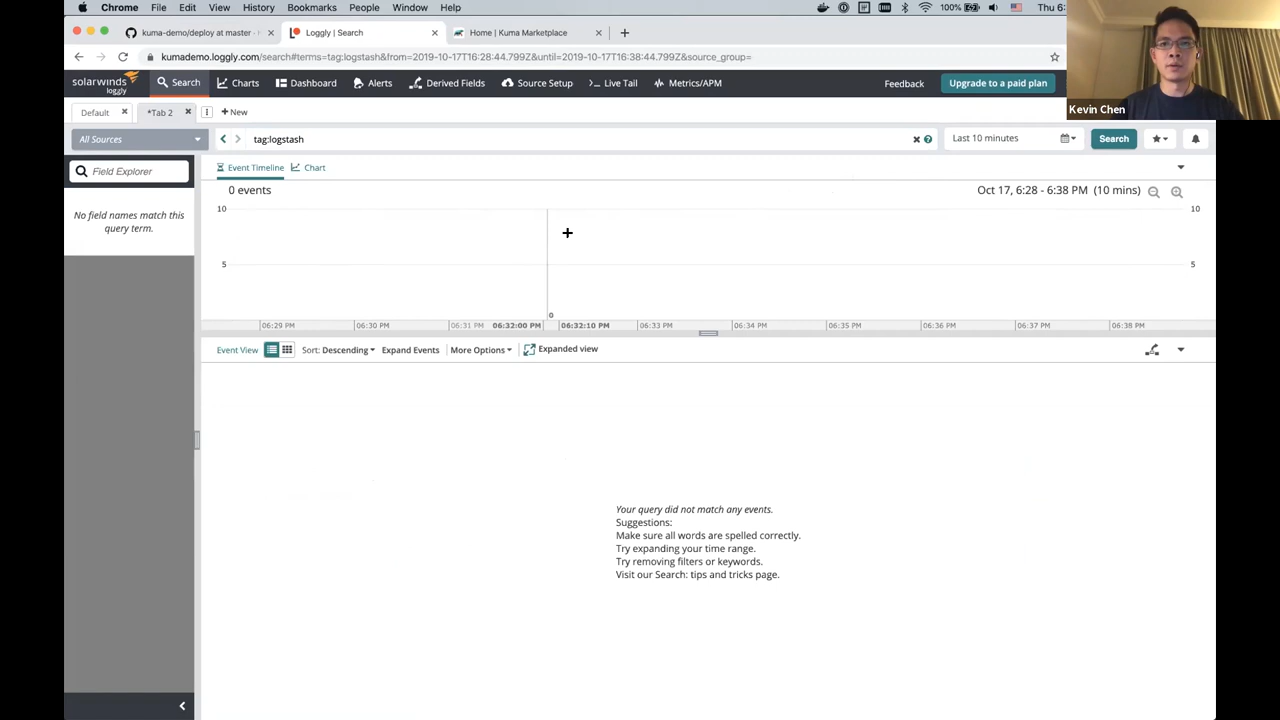 Chrome File Edit View History Bookmarks People Window Help 100% Thu 6:
kuma-demo/deploy at master · Loggly | Search Home | Kuma Marketplace
kumademo.loggly.com/search#terms=tag:logstash&from=2019-10-17T16:28:44.799Z&until=2019-10-17T16:38:44.799Z&source_group=
Kevin Chen
solarwinds loggly Search Charts Dashboard Alerts Derived Fields Source Setup Live Tail Metrics/APM Feedback Upgrade to a paid plan
Default *Tab 2 New
All Sources tag:logstash Last 10 minutes Search
Field Explorer
Event Timeline Chart
0 events Oct 17, 6:28 - 6:38 PM (10 mins)
No field names match this
query term.
10 10
5 5
0
06:29 PM 06:30 PM 06:31 PM 06:32:00 PM 06:32:10 PM 06:33 PM 06:34 PM 06:35 PM 06:36 PM 06:37 PM 06:38 PM
Event View Sort: Descending Expand Events More Options Expanded view
Your query did not match any events.
Suggestions:
Make sure all words are spelled correctly.
Try expanding your time range.
Try removing filters or keywords.
Visit our Search: tips and tricks page.